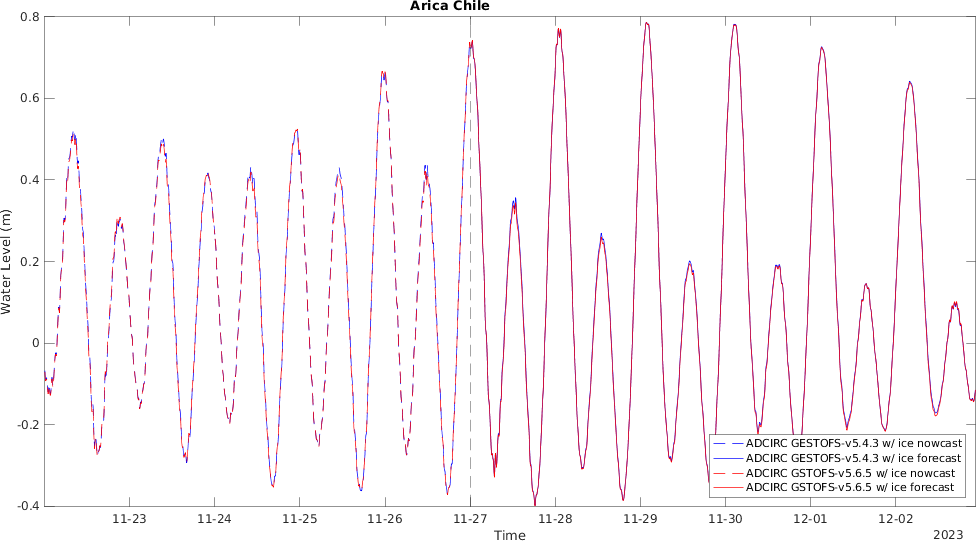 Arica Chile
0.8
0.6
0.4
0.2
0
-0.2
-0.4
Water Level (m)
ADCIRC GESTOFS-v5.4.3 w/ ice nowcast
ADCIRC GESTOFS-v5.4.3 w/ ice forecast
ADCIRC GSTOFS-v5.6.5 w/ ice nowcast
ADCIRC GSTOFS-v5.6.5 w/ ice forecast
11-23 11-24 11-25 11-26 11-27 11-28 11-29 11-30 12-01 12-02
Time
2023